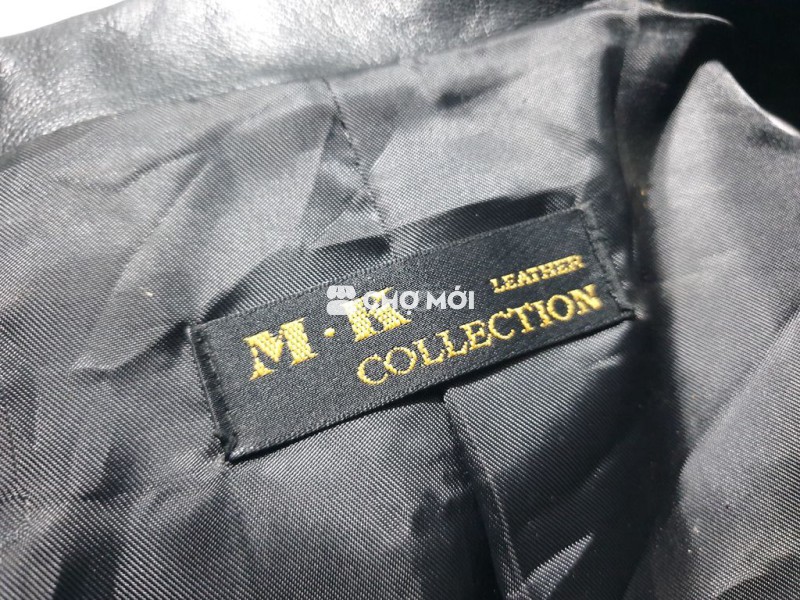 M·K LEATHER
COLLECTION
CHỢ MỚI